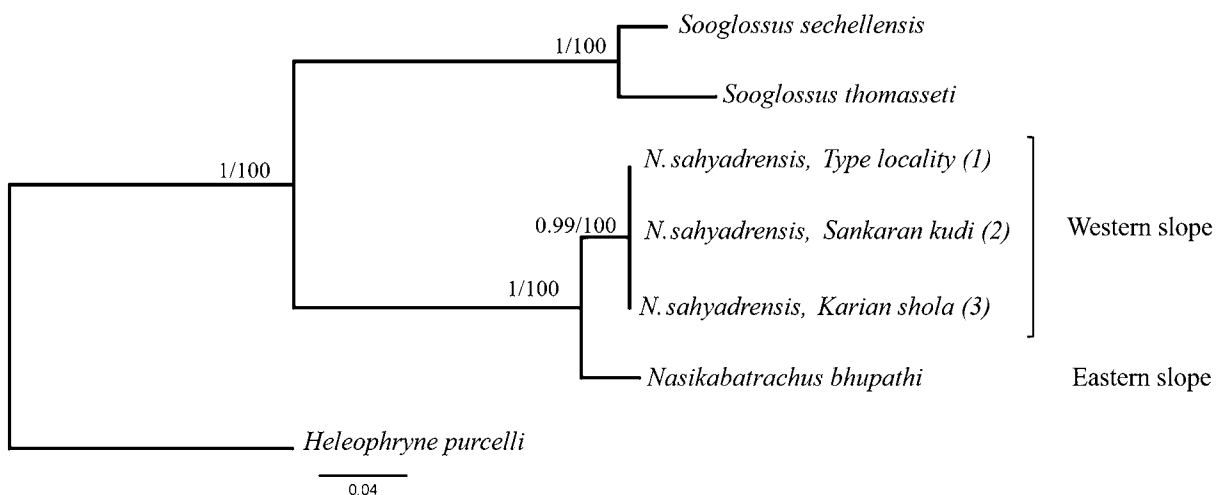 Sooglossus sechellensis
1/100
Sooglossus thomasseti
N. sahyadrensis, Type locality (1)
1/100
0.99/100
N. sahyadrensis, Sankaran kudi (2)
Western slope
1/100
N. sahyadrensis, Karian shola (3)
Nasikabatrachus bhupathi
Eastern slope
Heleophryne purcelli
0.04